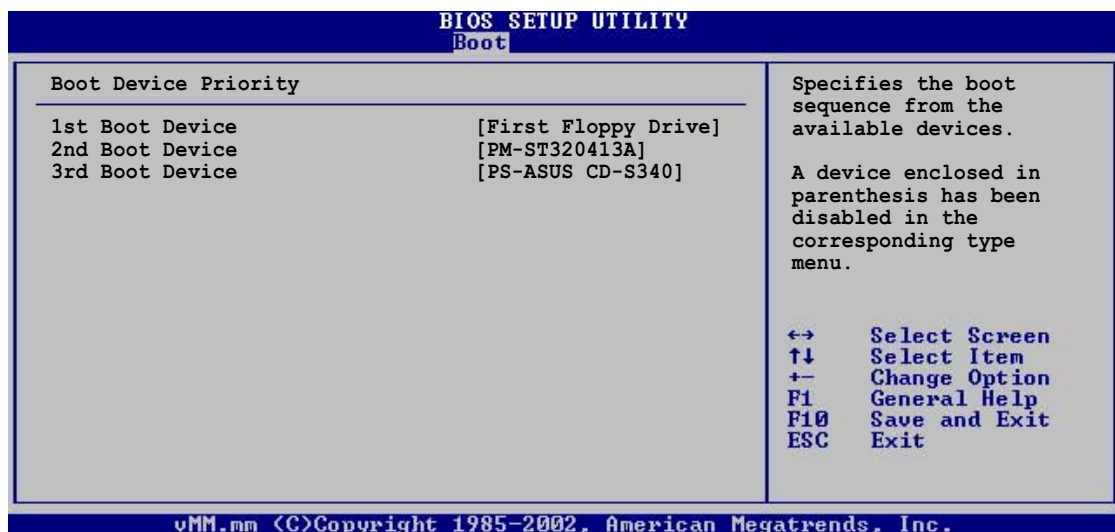 BIOS SETUP UTILITY
Boot
Boot Device Priority
1st Boot Device [First Floppy Drive]
2nd Boot Device [PM-ST320413A]
3rd Boot Device [PS-ASUS CD-S340]
Specifies the boot
sequence from the
available devices.
A device enclosed in
parenthesis has been
disabled in the
corresponding type
menu.
←→ Select Screen
↑↓ Select Item
+- Change Option
F1 General Help
F10 Save and Exit
ESC Exit
vMM.mm (C)Copyright 1985-2002, American Megatrends, Inc.